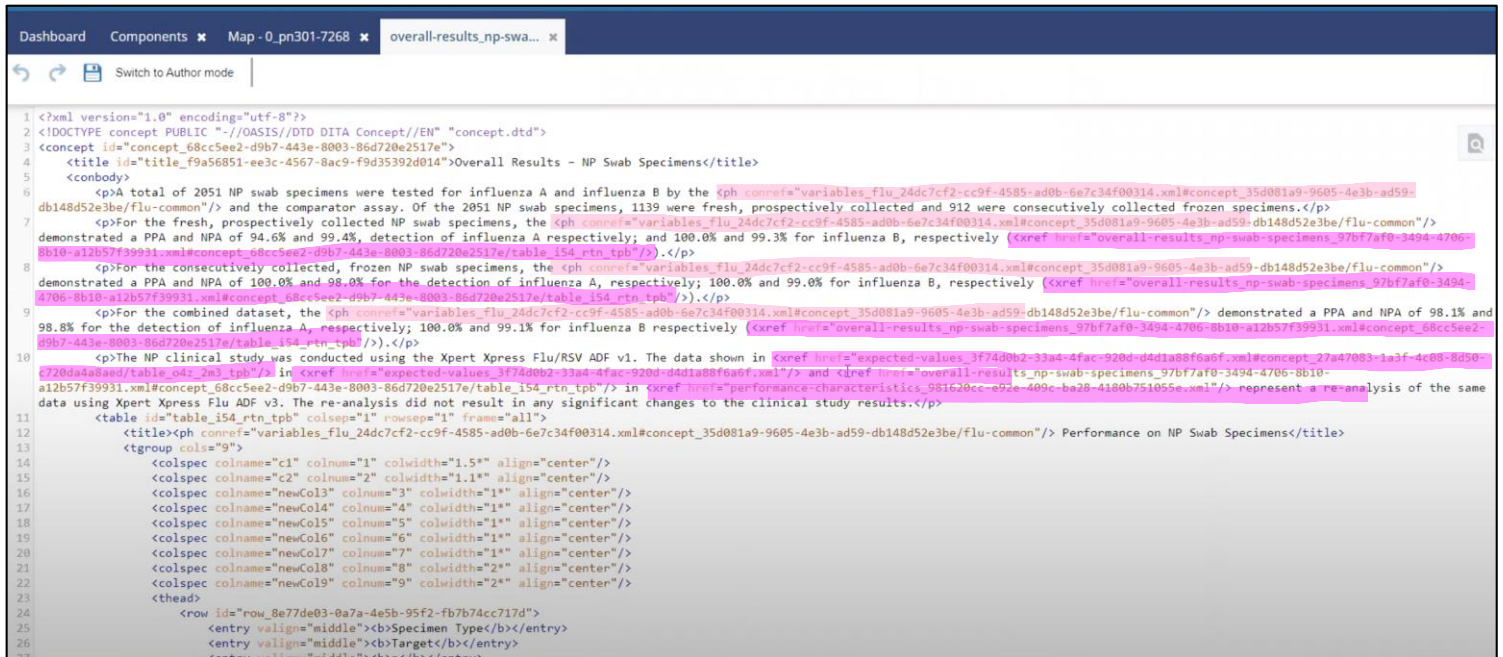 Dashboard Components × Map - 0_pn301-7268 × overall-results_np-swa... ×
Switch to Author mode
1 <?xml version="1.0" encoding="utf-8"?>
2 <!DOCTYPE concept PUBLIC "-//OASIS//DTD DITA Concept//EN" "concept.dtd">
3 <concept id="concept_68cc5ee2-d9b7-443e-8003-86d720e2517e">
4 <title id="title_f9a56851-ee3c-4567-8ac9-f9d35392d014">Overall Results – NP Swab Specimens</title>
5 <conbody>
6 <p>A total of 2051 NP swab specimens were tested for influenza A and influenza B by the <ph conref="variables_flu_24dc7cf2-cc9f-4585-ad0b-6e7c34f00314.xml#concept_35d081a9-9605-4e3b-ad59-
db148d52e3be/flu-common"/> and the comparator assay. Of the 2051 NP swab specimens, 1139 were fresh, prospectively collected and 912 were consecutively collected frozen specimens.</p>
7 <p>For the fresh, prospectively collected NP swab specimens, the <ph conref="variables_flu_24dc7cf2-cc9f-4585-ad0b-6e7c34f00314.xml#concept_35d081a9-9605-4e3b-ad59-db148d52e3be/flu-common"/>
demonstrated a PPA and NPA of 94.6% and 99.4%, detection of influenza A respectively; and 100.0% and 99.3% for influenza B, respectively (<xref href="overall-results_np-swab-specimens_97bf7af0-3494-4706-
8b10-a12b57f39931.xml#concept_68cc5ee2-d9b7-443e-8003-86d720e2517e/table_i54_rtn_tpb"/>).</p>
8 <p>For the consecutively collected, frozen NP swab specimens, the <ph conref="variables_flu_24dc7cf2-cc9f-4585-ad0b-6e7c34f00314.xml#concept_35d081a9-9605-4e3b-ad59-db148d52e3be/flu-common"/>
demonstrated a PPA and NPA of 100.0% and 98.0% for the detection of influenza A, respectively; 100.0% and 99.0% for influenza B, respectively (<xref href="overall-results_np-swab-specimens_97bf7af0-3494-
4706-8b10-a12b57f39931.xml#concept_68cc5ee2-d9b7-443e-8003-86d720e2517e/table_i54_rtn_tpb"/>).</p>
9 <p>For the combined dataset, the <ph conref="variables_flu_24dc7cf2-cc9f-4585-ad0b-6e7c34f00314.xml#concept_35d081a9-9605-4e3b-ad59-db148d52e3be/flu-common"/> demonstrated a PPA and NPA of 98.1% and
98.8% for the detection of influenza A, respectively; 100.0% and 99.1% for influenza B respectively (<xref href="overall-results_np-swab-specimens_97bf7af0-3494-4706-8b10-a12b57f39931.xml#concept_68cc5ee2-
d9b7-443e-8003-86d720e2517e/table_i54_rtn_tpb"/>).</p>
10 <p>The NP clinical study was conducted using the Xpert Xpress Flu/RSV ADF v1. The data shown in <xref href="expected-values_3f74d0b2-33a4-4fac-920d-d4d1a88f6a6f.xml#concept_27a47083-1a3f-4c08-8d50-
c720da4a8aed/table_o4z_2m3_tpb"/> in <xref href="expected-values_3f74d0b2-33a4-4fac-920d-d4d1a88f6a6f.xml"/> and <xref href="overall-results_np-swab-specimens_97bf7af0-3494-4706-8b10-
a12b57f39931.xml#concept_68cc5ee2-d9b7-443e-8003-86d720e2517e/table_i54_rtn_tpb"/> in <xref href="performance-characteristics_981620cc-e92e-409c-ba28-4180b751055e.xml"/> represent a re-analysis of the same
data using Xpert Xpress Flu ADF v3. The re-analysis did not result in any significant changes to the clinical study results.</p>
11 <table id="table_i54_rtn_tpb" colsep="1" rowsep="1" frame="all">
12 <title><ph conref="variables_flu_24dc7cf2-cc9f-4585-ad0b-6e7c34f00314.xml#concept_35d081a9-9605-4e3b-ad59-db148d52e3be/flu-common"/> Performance on NP Swab Specimens</title>
13 <tgroup cols="9">
14 <colspec colname="c1" colnum="1" colwidth="1.5*" align="center"/>
15 <colspec colname="c2" colnum="2" colwidth="1.1*" align="center"/>
16 <colspec colname="newCol3" colnum="3" colwidth="1*" align="center"/>
17 <colspec colname="newCol4" colnum="4" colwidth="1*" align="center"/>
18 <colspec colname="newCol5" colnum="5" colwidth="1*" align="center"/>
19 <colspec colname="newCol6" colnum="6" colwidth="1*" align="center"/>
20 <colspec colname="newCol7" colnum="7" colwidth="1*" align="center"/>
21 <colspec colname="newCol8" colnum="8" colwidth="2*" align="center"/>
22 <colspec colname="newCol9" colnum="9" colwidth="2*" align="center"/>
23 <thead>
24 <row id="row_8e77de03-0a7a-4e5b-95f2-fb7b74cc717d">
25 <entry valign="middle"><b>Specimen Type</b></entry>
26 <entry valign="middle"><b>Target</b></entry>